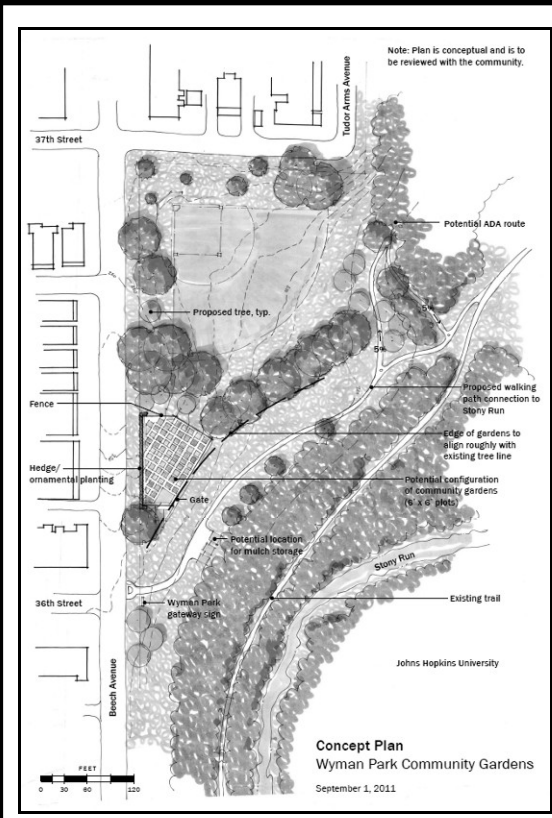 Note: Plan is conceptual and is to
be reviewed with the community.
Tudor Arms Avenue
37th Street
Potential ADA route
5%
Proposed tree, typ.
5%
Fence
Proposed walking
path connection to
Stony Run
Edge of gardens to
align roughly with
existing tree line
Hedge/
ornamental planting
Potential configuration
of community gardens
(6' x 6' plots)
Gate
Potential location
for mulch storage
Stony Run
36th Street
Wyman Park
gateway sign
Existing trail
Beech Avenue
Johns Hopkins University
Concept Plan
Wyman Park Community Gardens
September 1, 2011
FEET
0 30 60 120